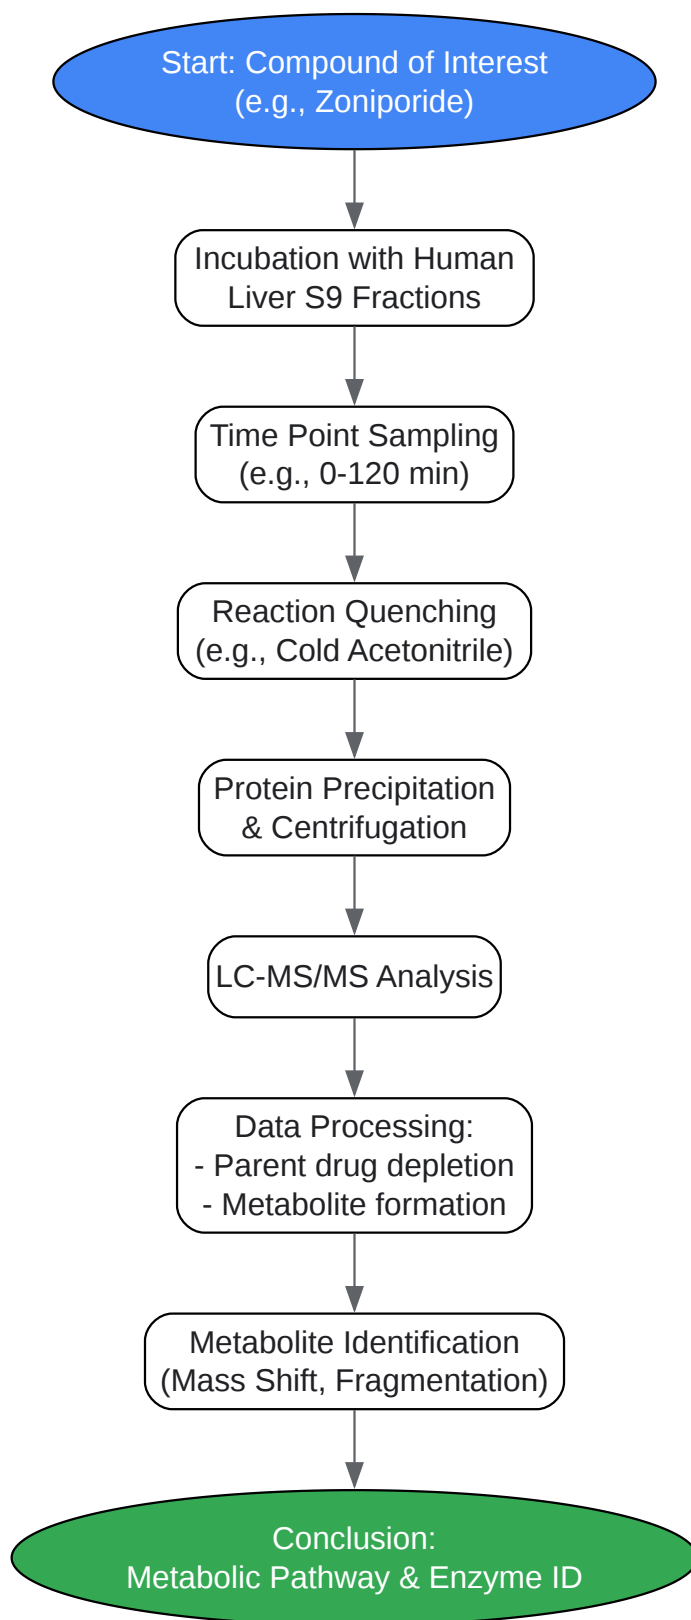 Start: Compound of Interest
(e.g., Zoniporide)
Incubation with Human
Liver S9 Fractions
Time Point Sampling
(e.g., 0-120 min)
Reaction Quenching
(e.g., Cold Acetonitrile)
Protein Precipitation
& Centrifugation
LC-MS/MS Analysis
Data Processing:
- Parent drug depletion
- Metabolite formation
Metabolite Identification
(Mass Shift, Fragmentation)
Conclusion:
Metabolic Pathway & Enzyme ID